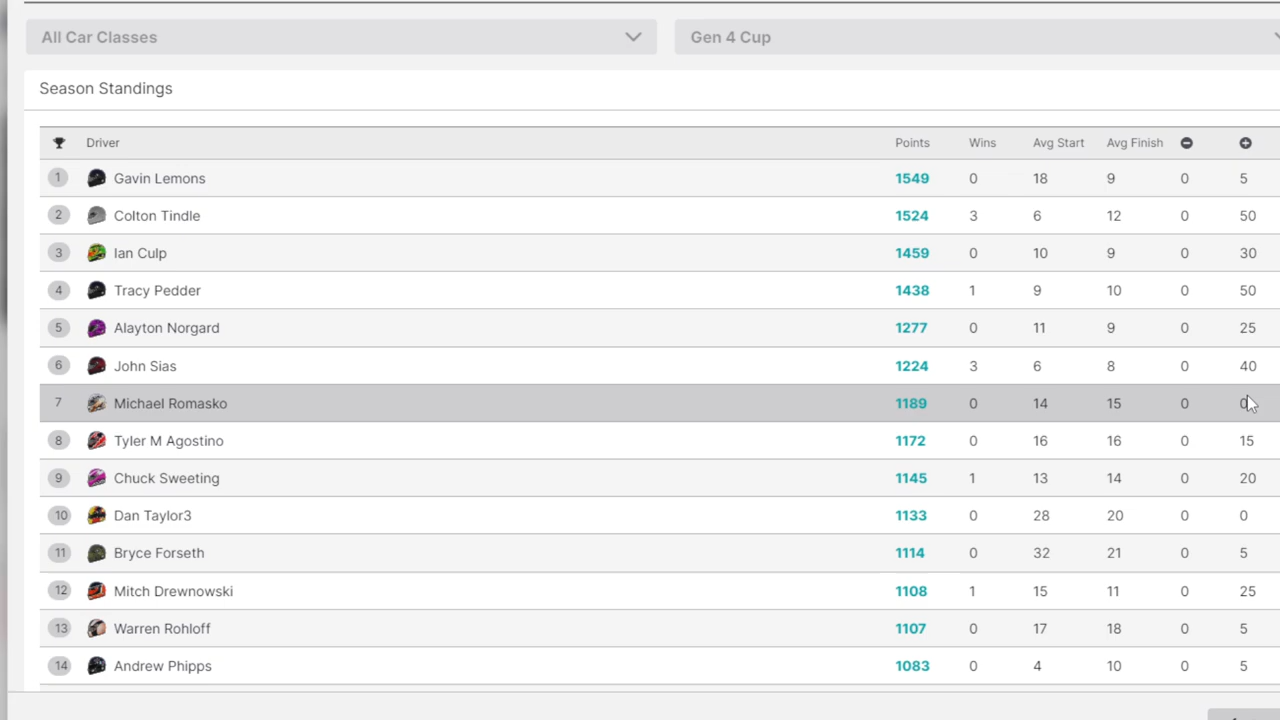 All Car Classes Gen 4 Cup
Season Standings
Driver Points Wins Avg Start Avg Finish
1 Gavin Lemons 1549 0 18 9 0 5
2 Colton Tindle 1524 3 6 12 0 50
3 Ian Culp 1459 0 10 9 0 30
4 Tracy Pedder 1438 1 9 10 0 50
5 Alayton Norgard 1277 0 11 9 0 25
6 John Sias 1224 3 6 8 0 40
7 Michael Romasko 1189 0 14 15 0 0
8 Tyler M Agostino 1172 0 16 16 0 15
9 Chuck Sweeting 1145 1 13 14 0 20
10 Dan Taylor3 1133 0 28 20 0 0
11 Bryce Forseth 1114 0 32 21 0 5
12 Mitch Drewnowski 1108 1 15 11 0 25
13 Warren Rohloff 1107 0 17 18 0 5
14 Andrew Phipps 1083 0 4 10 0 5